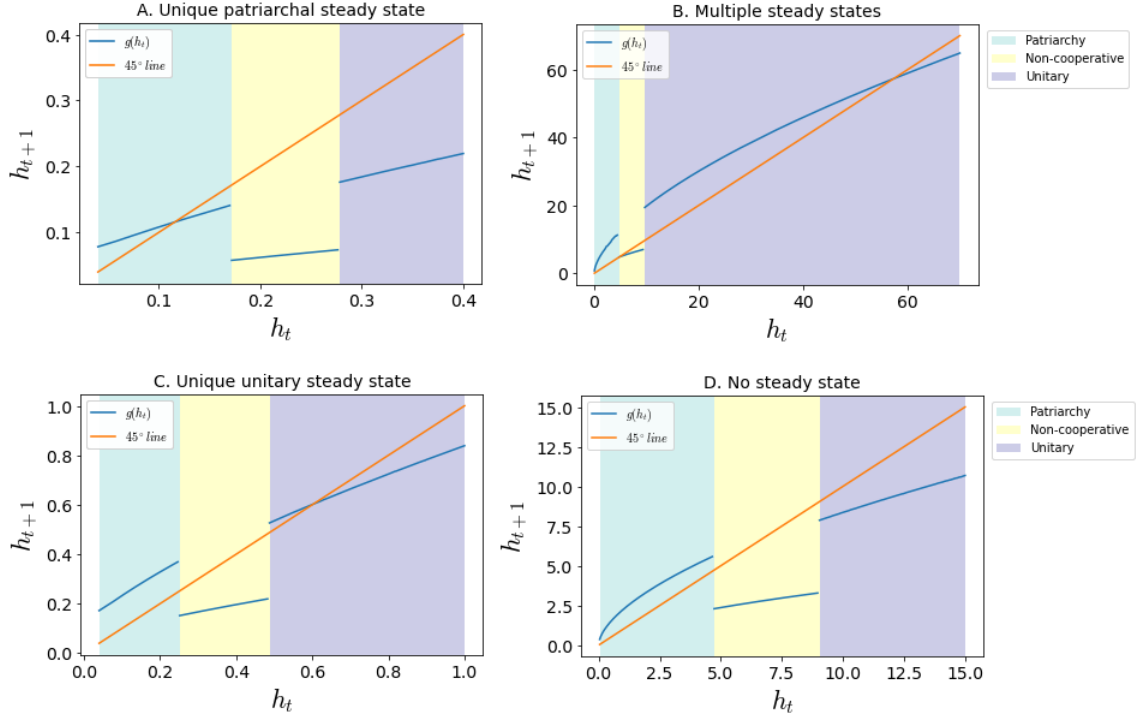 A. Unique patriarchal steady state
g(h_t)
45° line
0.4
0.3
0.2
0.1
h_{t+1}
0.1
0.2
0.3
0.4
h_t
B. Multiple steady states
g(h_t)
45° line
60
40
20
0
h_{t+1}
0
20
40
60
h_t
Patriarchy
Non-cooperative
Unitary
C. Unique unitary steady state
g(h_t)
45° line
1.0
0.8
0.6
0.4
0.2
0.0
h_{t+1}
0.0
0.2
0.4
0.6
0.8
1.0
h_t
D. No steady state
g(h_t)
45° line
15.0
12.5
10.0
7.5
5.0
2.5
0.0
h_{t+1}
0.0
2.5
5.0
7.5
10.0
12.5
15.0
h_t
Patriarchy
Non-cooperative
Unitary